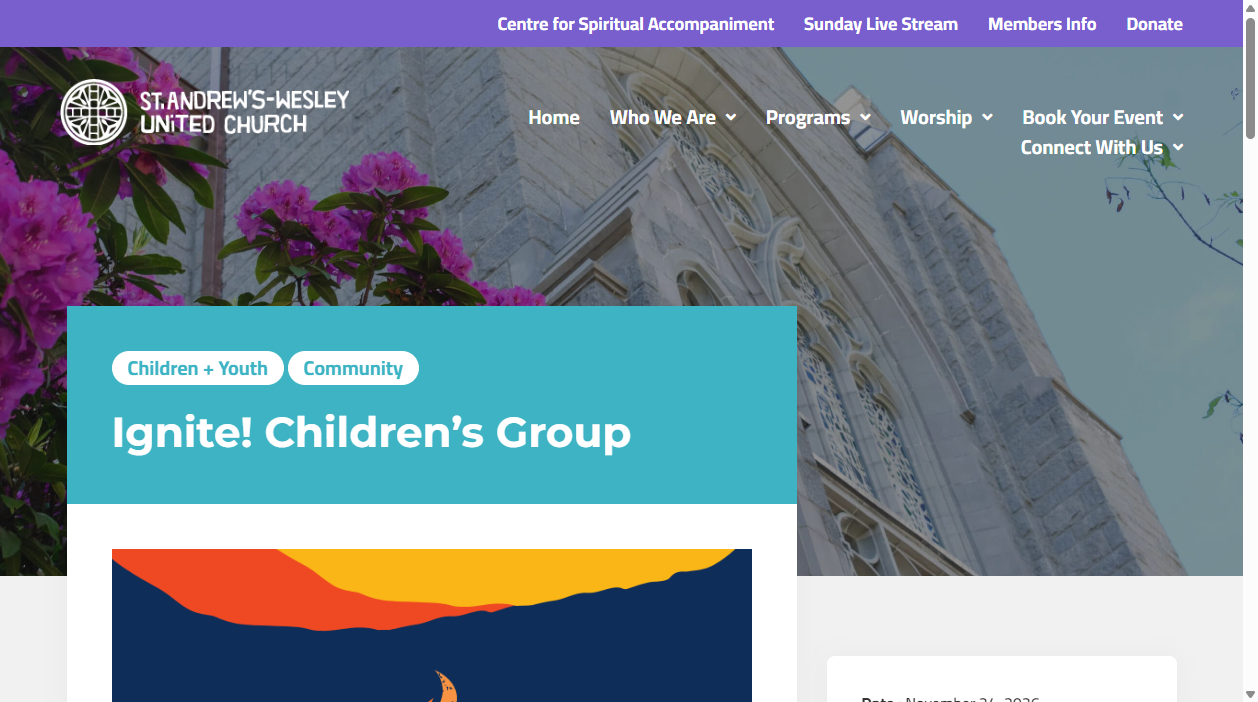 Centre for Spiritual Accompaniment Sunday Live Stream Members Info Donate
ST. ANDREW'S-WESLEY
UNITED CHURCH
Home Who We Are Programs Worship Book Your Event
Connect With Us
Children + Youth Community
Ignite! Children’s Group